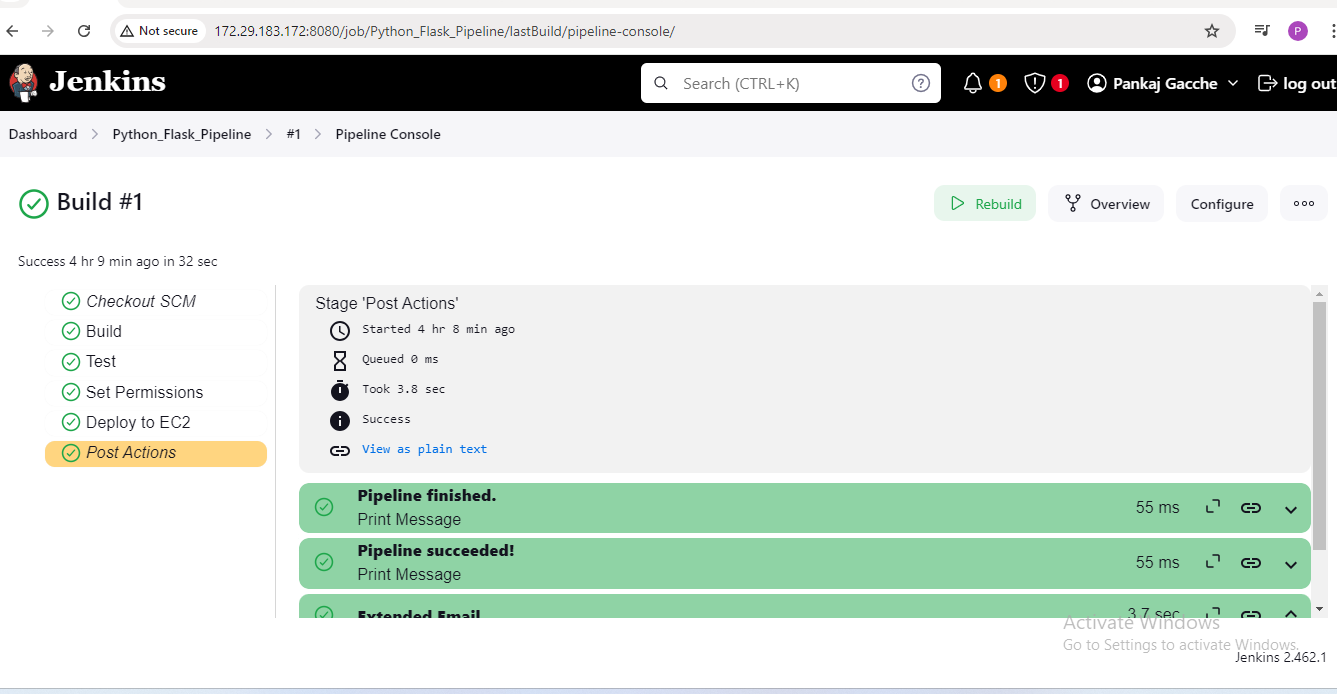 Not secure 172.29.183.172:8080/job/Python_Flask_Pipeline/lastBuild/pipeline-console/ P
Jenkins Search (CTRL+K) ? 1 1 Pankaj Gacche log out
Dashboard Python_Flask_Pipeline #1 Pipeline Console
Build #1 Rebuild Overview Configure
Success 4 hr 9 min ago in 32 sec
Checkout SCM
Build
Test
Set Permissions
Deploy to EC2
Post Actions
Stage 'Post Actions'
Started 4 hr 8 min ago
Queued 0 ms
Took 3.8 sec
Success
View as plain text
Pipeline finished.
Print Message
55 ms
Pipeline succeeded!
Print Message
55 ms
Extended Email
3.7 sec
Activate Windows
Go to Settings to activate Windows.
Jenkins 2.462.1